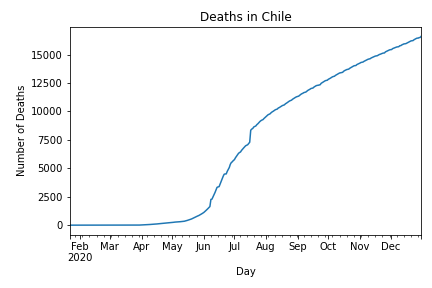 Deaths in Chile
Number of Deaths
15000
12500
10000
7500
5000
2500
0
Feb Mar Apr May Jun Jul Aug Sep Oct Nov Dec
2020
Day